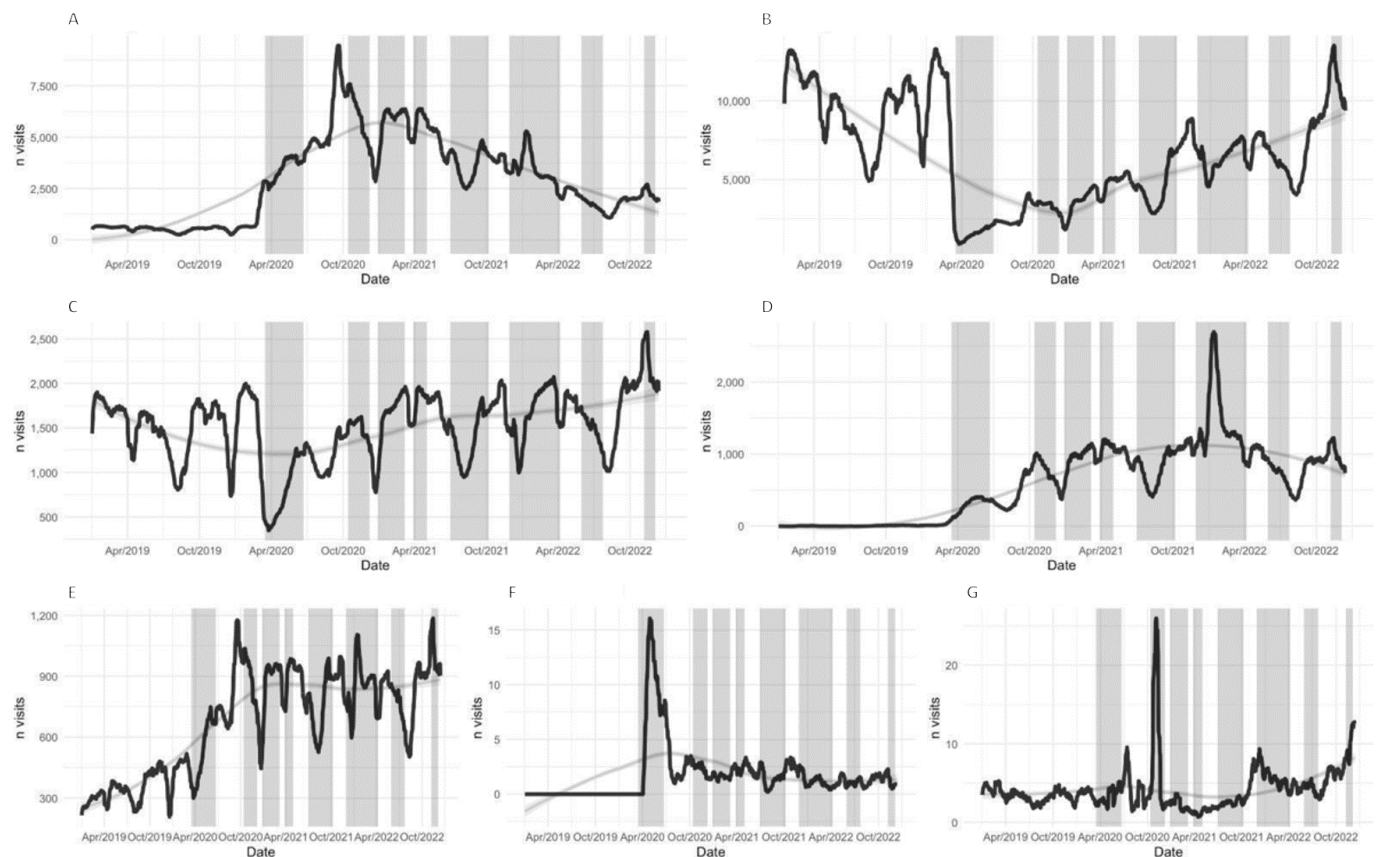 A
n visits
7,500
5,000
2,500
0
Apr/2019 Oct/2019 Apr/2020 Oct/2020 Apr/2021 Oct/2021 Apr/2022 Oct/2022
Date
B
n visits
10,000
5,000
Apr/2019 Oct/2019 Apr/2020 Oct/2020 Apr/2021 Oct/2021 Apr/2022 Oct/2022
Date
C
n visits
2,500
2,000
1,500
1,000
500
Apr/2019 Oct/2019 Apr/2020 Oct/2020 Apr/2021 Oct/2021 Apr/2022 Oct/2022
Date
D
n visits
2,000
1,000
0
Apr/2019 Oct/2019 Apr/2020 Oct/2020 Apr/2021 Oct/2021 Apr/2022 Oct/2022
Date
E
n visits
1,200
900
600
300
Apr/2019 Oct/2019 Apr/2020 Oct/2020 Apr/2021 Oct/2021 Apr/2022 Oct/2022
Date
F
n visits
15
10
5
0
Apr/2019 Oct/2019 Apr/2020 Oct/2020 Apr/2021 Oct/2021 Apr/2022 Oct/2022
Date
G
n visits
20
10
0
Apr/2019 Oct/2019 Apr/2020 Oct/2020 Apr/2021 Oct/2021 Apr/2022 Oct/2022
Date